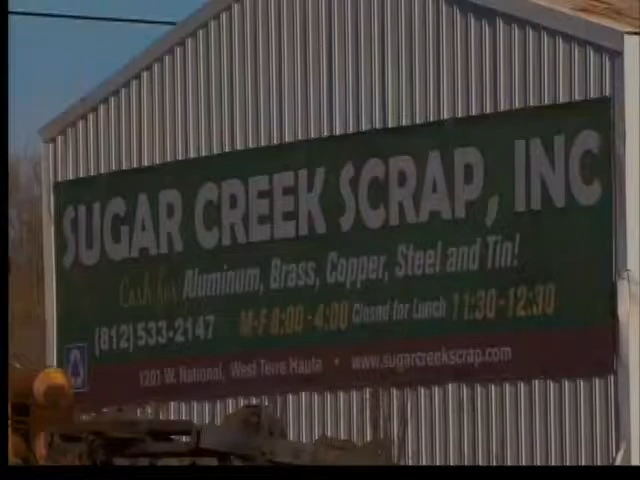 SUGAR CREEK SCRAP, INC
Cash for Aluminum, Brass, Copper, Steel and Tin!
(812)533-2147 M-F 8:00-4:00 Closed for Lunch 11:30-12:30
1201 W. National, West Terre Haute • www.sugarcreekscrap.com